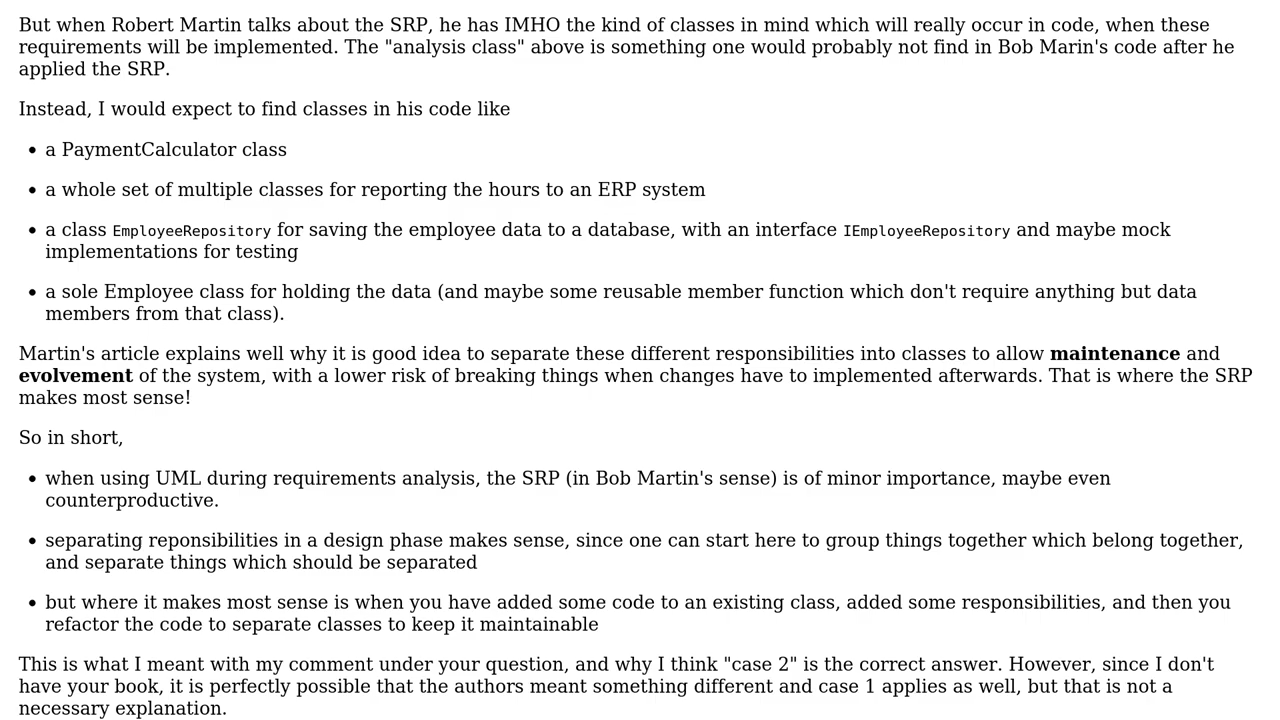 But when Robert Martin talks about the SRP, he has IMHO the kind of classes in mind which will really occur in code, when these
requirements will be implemented. The "analysis class" above is something one would probably not find in Bob Marin's code after he
applied the SRP.
Instead, I would expect to find classes in his code like
• a PaymentCalculator class
• a whole set of multiple classes for reporting the hours to an ERP system
• a class EmployeeRepository for saving the employee data to a database, with an interface IEmployeeRepository and maybe mock
implementations for testing
• a sole Employee class for holding the data (and maybe some reusable member function which don't require anything but data
members from that class).
Martin's article explains well why it is good idea to separate these different responsibilities into classes to allow maintenance and
evolvement of the system, with a lower risk of breaking things when changes have to implemented afterwards. That is where the SRP
makes most sense!
So in short,
• when using UML during requirements analysis, the SRP (in Bob Martin's sense) is of minor importance, maybe even
counterproductive.
• separating reponsibilities in a design phase makes sense, since one can start here to group things together which belong together,
and separate things which should be separated
• but where it makes most sense is when you have added some code to an existing class, added some responsibilities, and then you
refactor the code to separate classes to keep it maintainable
This is what I meant with my comment under your question, and why I think "case 2" is the correct answer. However, since I don't
have your book, it is perfectly possible that the authors meant something different and case 1 applies as well, but that is not a
necessary explanation.